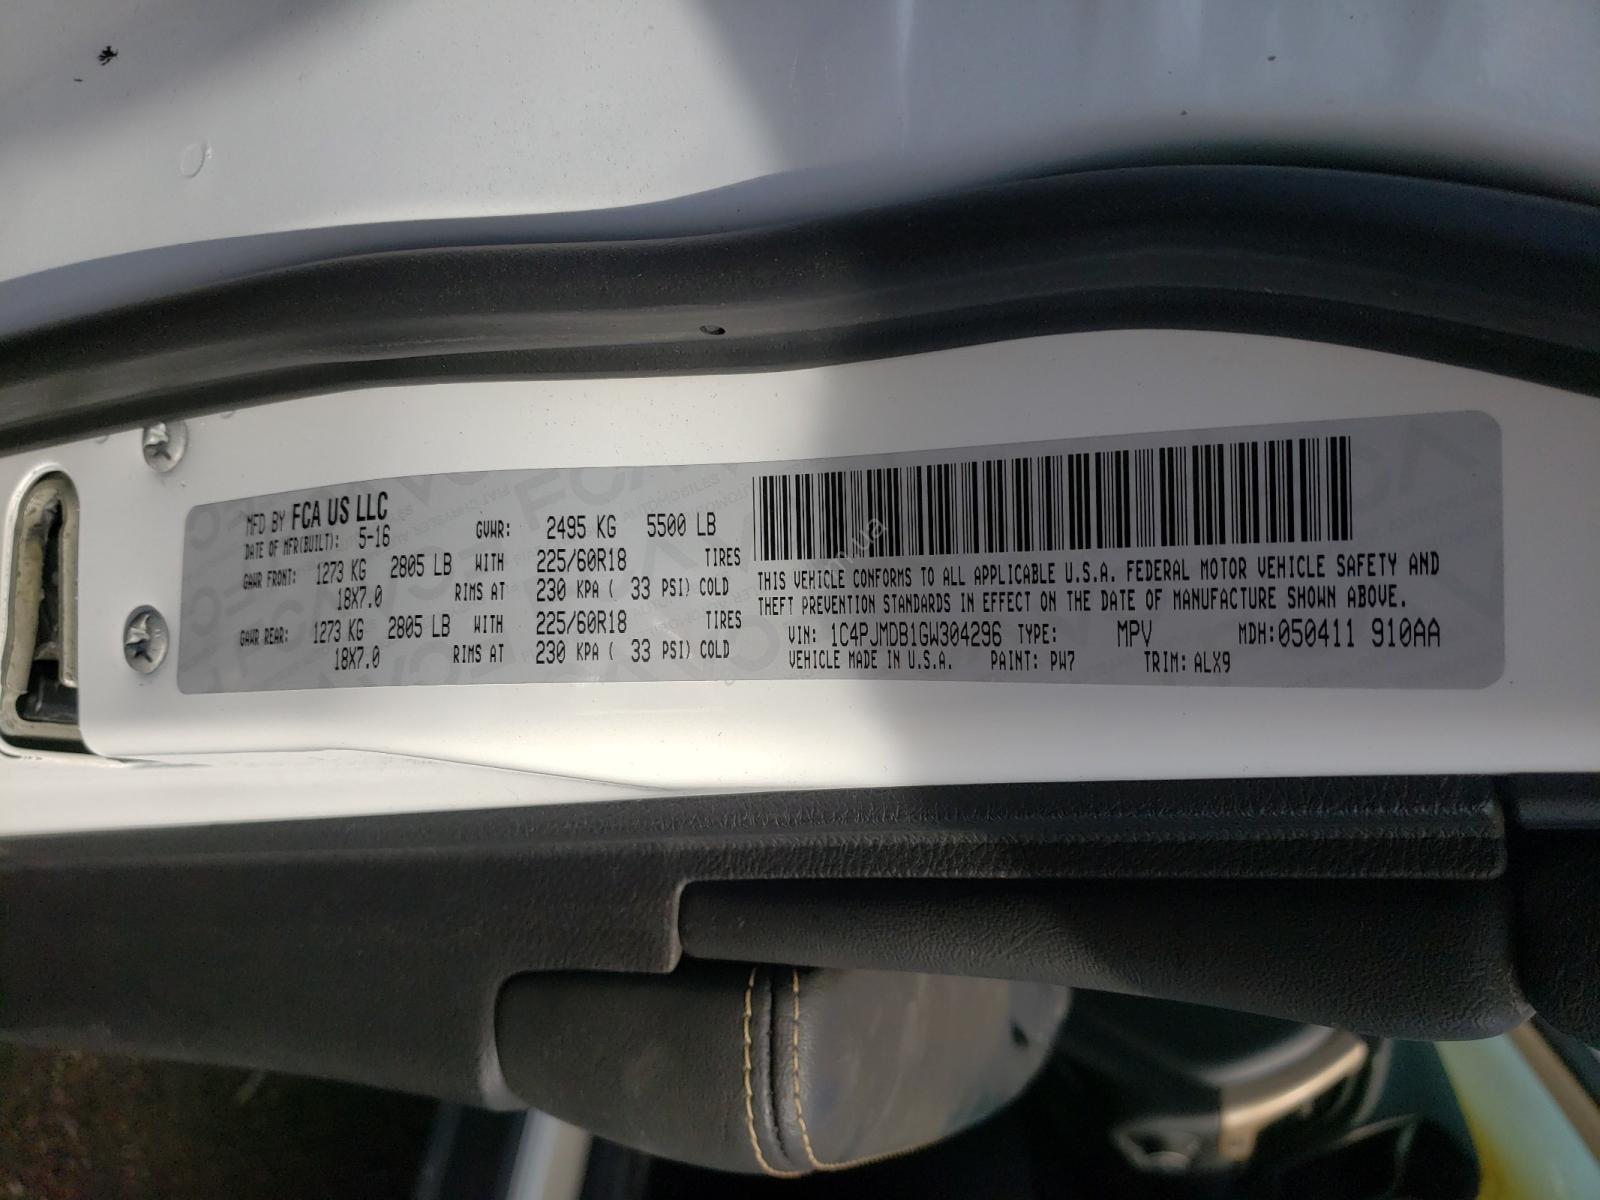 MFD BY FCA US LLC
DATE OF MFR(BUILT): 5-16 GVWR: 2495 KG 5500 LB
GAWR FRONT: 1273 KG 2805 LB WITH 225/60R18 TIRES
18X7.0 RIMS AT 230 KPA ( 33 PSI) COLD
GAWR REAR: 1273 KG 2805 LB WITH 225/60R18 TIRES
18X7.0 RIMS AT 230 KPA ( 33 PSI) COLD
THIS VEHICLE CONFORMS TO ALL APPLICABLE U.S.A. FEDERAL MOTOR VEHICLE SAFETY AND
THEFT PREVENTION STANDARDS IN EFFECT ON THE DATE OF MANUFACTURE SHOWN ABOVE.
VIN: 1C4PJMDB1GW304296 TYPE: MPV MDH:050411 910AA
VEHICLE MADE IN U.S.A. PAINT: PW7 TRIM: ALX9